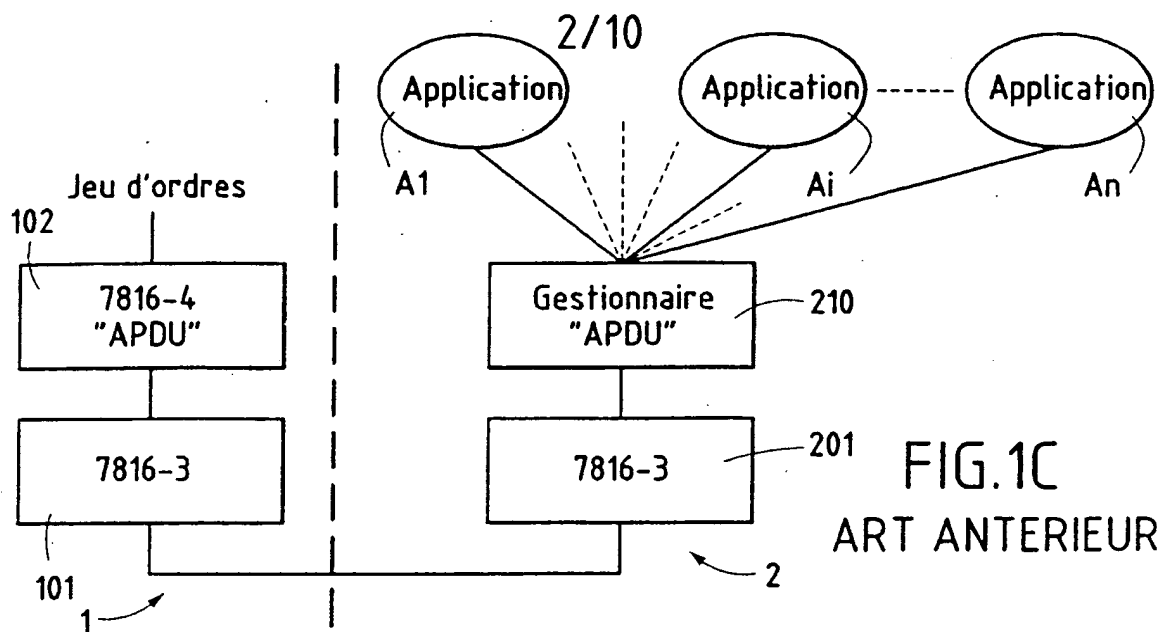 2/10
Application
Application
Application
A1
Ai
An
Jeu d'ordres
102
7816-4
"APDU"
Gestionnaire
"APDU"
210
7816-3
101
7816-3
201
1
2
FIG.1C
ART ANTERIEUR